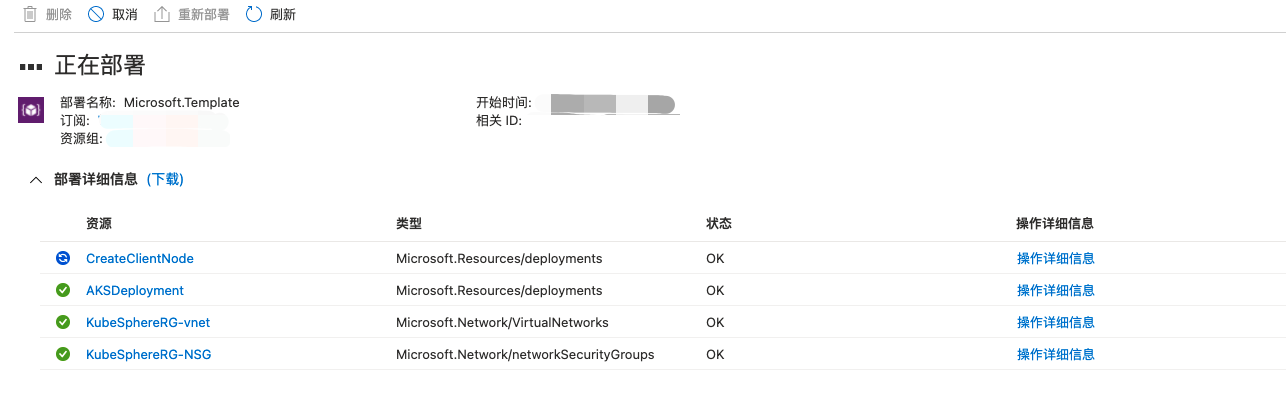 删除 取消 重新部署 刷新
正在部署
部署名称: Microsoft.Template 开始时间:
订阅: 相关 ID:
资源组:
部署详细信息 (下载)
资源 类型 状态 操作详细信息
CreateClientNode Microsoft.Resources/deployments OK 操作详细信息
AKSDeployment Microsoft.Resources/deployments OK 操作详细信息
KubeSphereRG-vnet Microsoft.Network/VirtualNetworks OK 操作详细信息
KubeSphereRG-NSG Microsoft.Network/networkSecurityGroups OK 操作详细信息